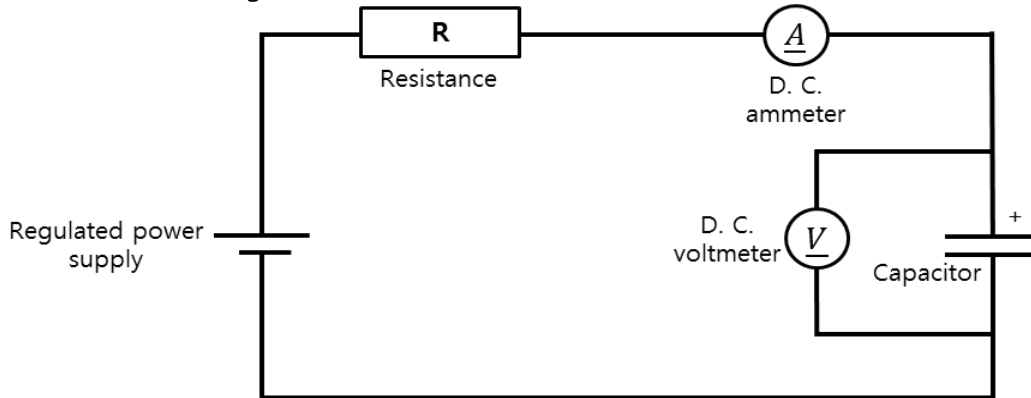 R
Resistance
A
D. C.
ammeter
Regulated power
supply
D. C.
voltmeter
V
+
Capacitor